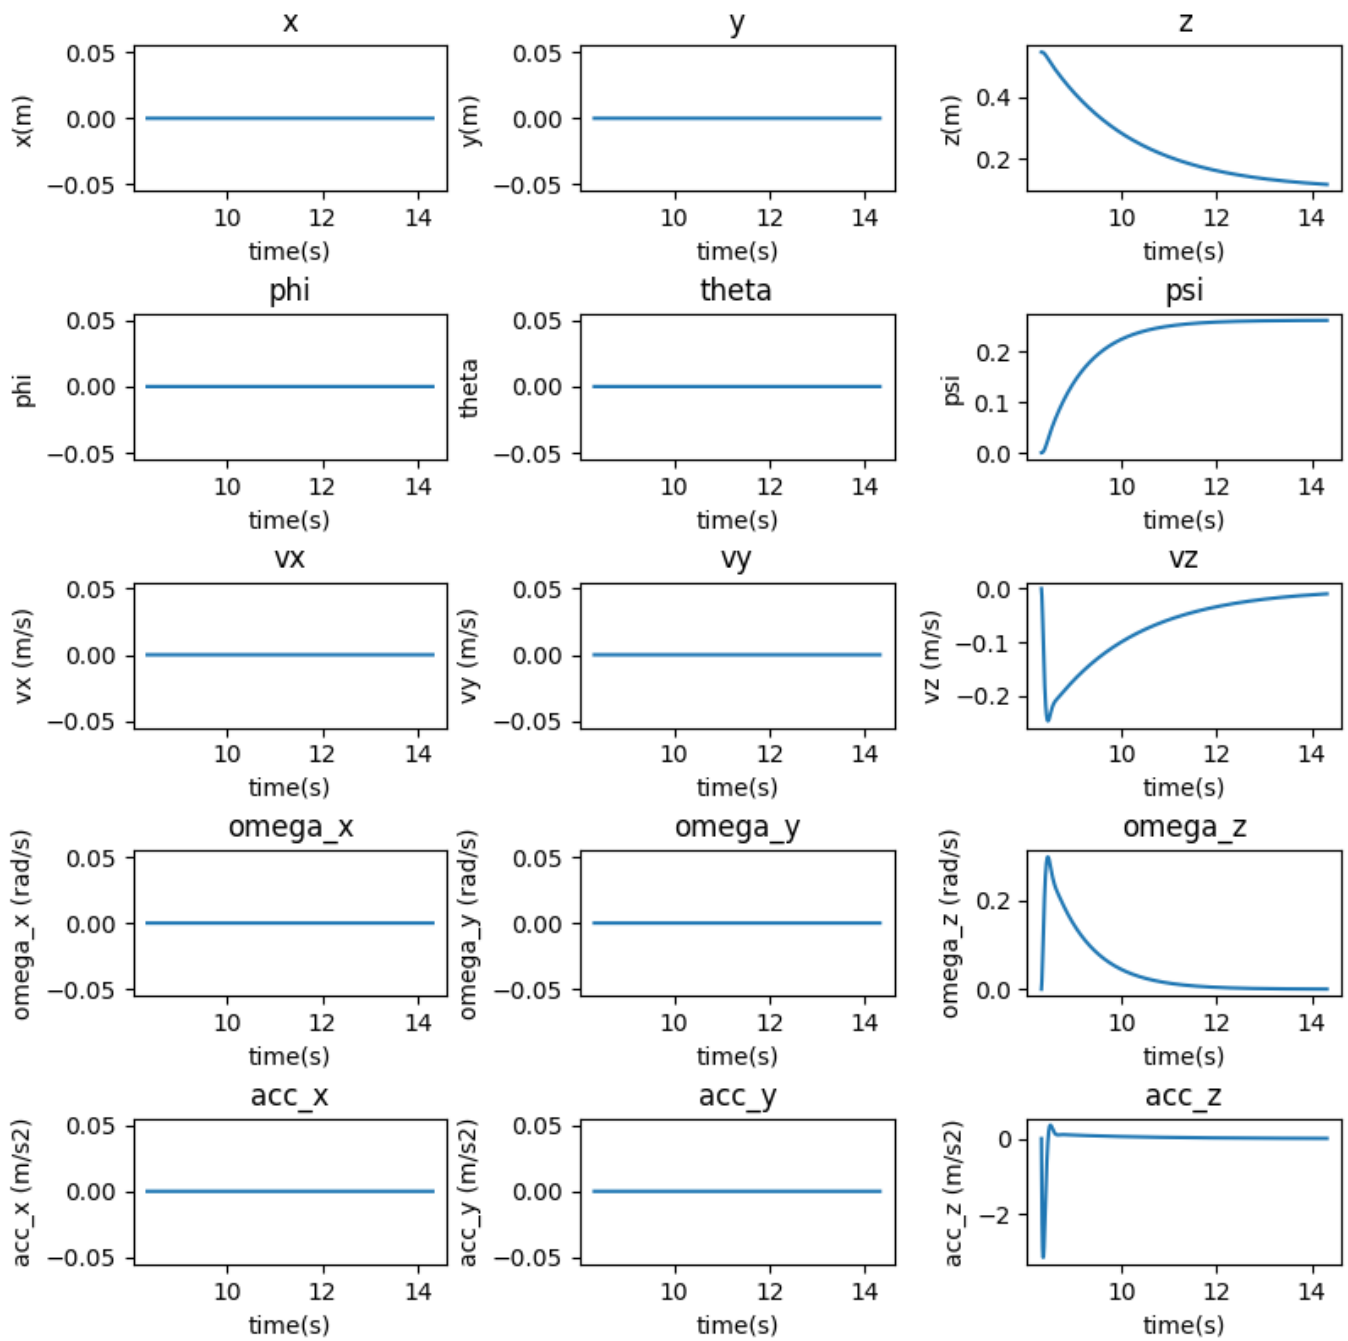 x y z
0.05
0.00
−0.05
x(m)
10 12 14
time(s)
0.05
0.00
−0.05
y(m)
10 12 14
time(s)
0.4
0.2
z(m)
10 12 14
time(s)
phi theta psi
0.05
0.00
−0.05
phi
10 12 14
time(s)
0.05
0.00
−0.05
theta
10 12 14
time(s)
0.2
0.1
0.0
psi
10 12 14
time(s)
vx vy vz
0.05
0.00
−0.05
vx (m/s)
10 12 14
time(s)
0.05
0.00
−0.05
vy (m/s)
10 12 14
time(s)
0.0
−0.1
−0.2
vz (m/s)
10 12 14
time(s)
omega_x omega_y omega_z
0.05
0.00
−0.05
omega_x (rad/s)
10 12 14
time(s)
0.05
0.00
−0.05
omega_y (rad/s)
10 12 14
time(s)
0.2
0.0
omega_z (rad/s)
10 12 14
time(s)
acc_x acc_y acc_z
0.05
0.00
−0.05
acc_x (m/s2)
10 12 14
time(s)
0.05
0.00
−0.05
acc_y (m/s2)
10 12 14
time(s)
0
−2
acc_z (m/s2)
10 12 14
time(s)